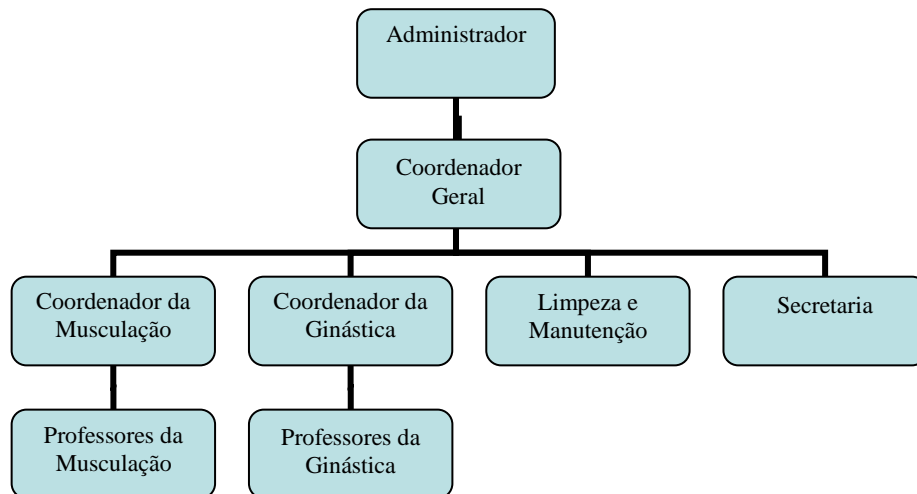 Administrador
Coordenador
Geral
Coordenador da
Musculação
Coordenador da
Ginástica
Limpeza e
Manutenção
Secretaria
Professores da
Musculação
Professores da
Ginástica